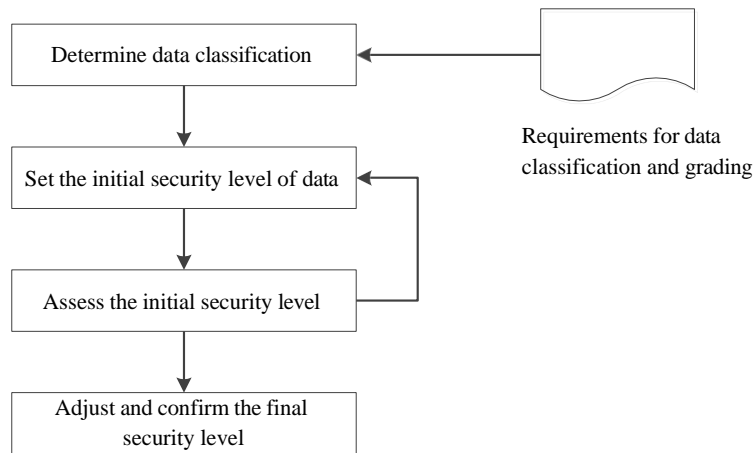 Determine data classification
Requirements for data
classification and grading
Set the initial security level of data
Assess the initial security level
Adjust and confirm the final
security level